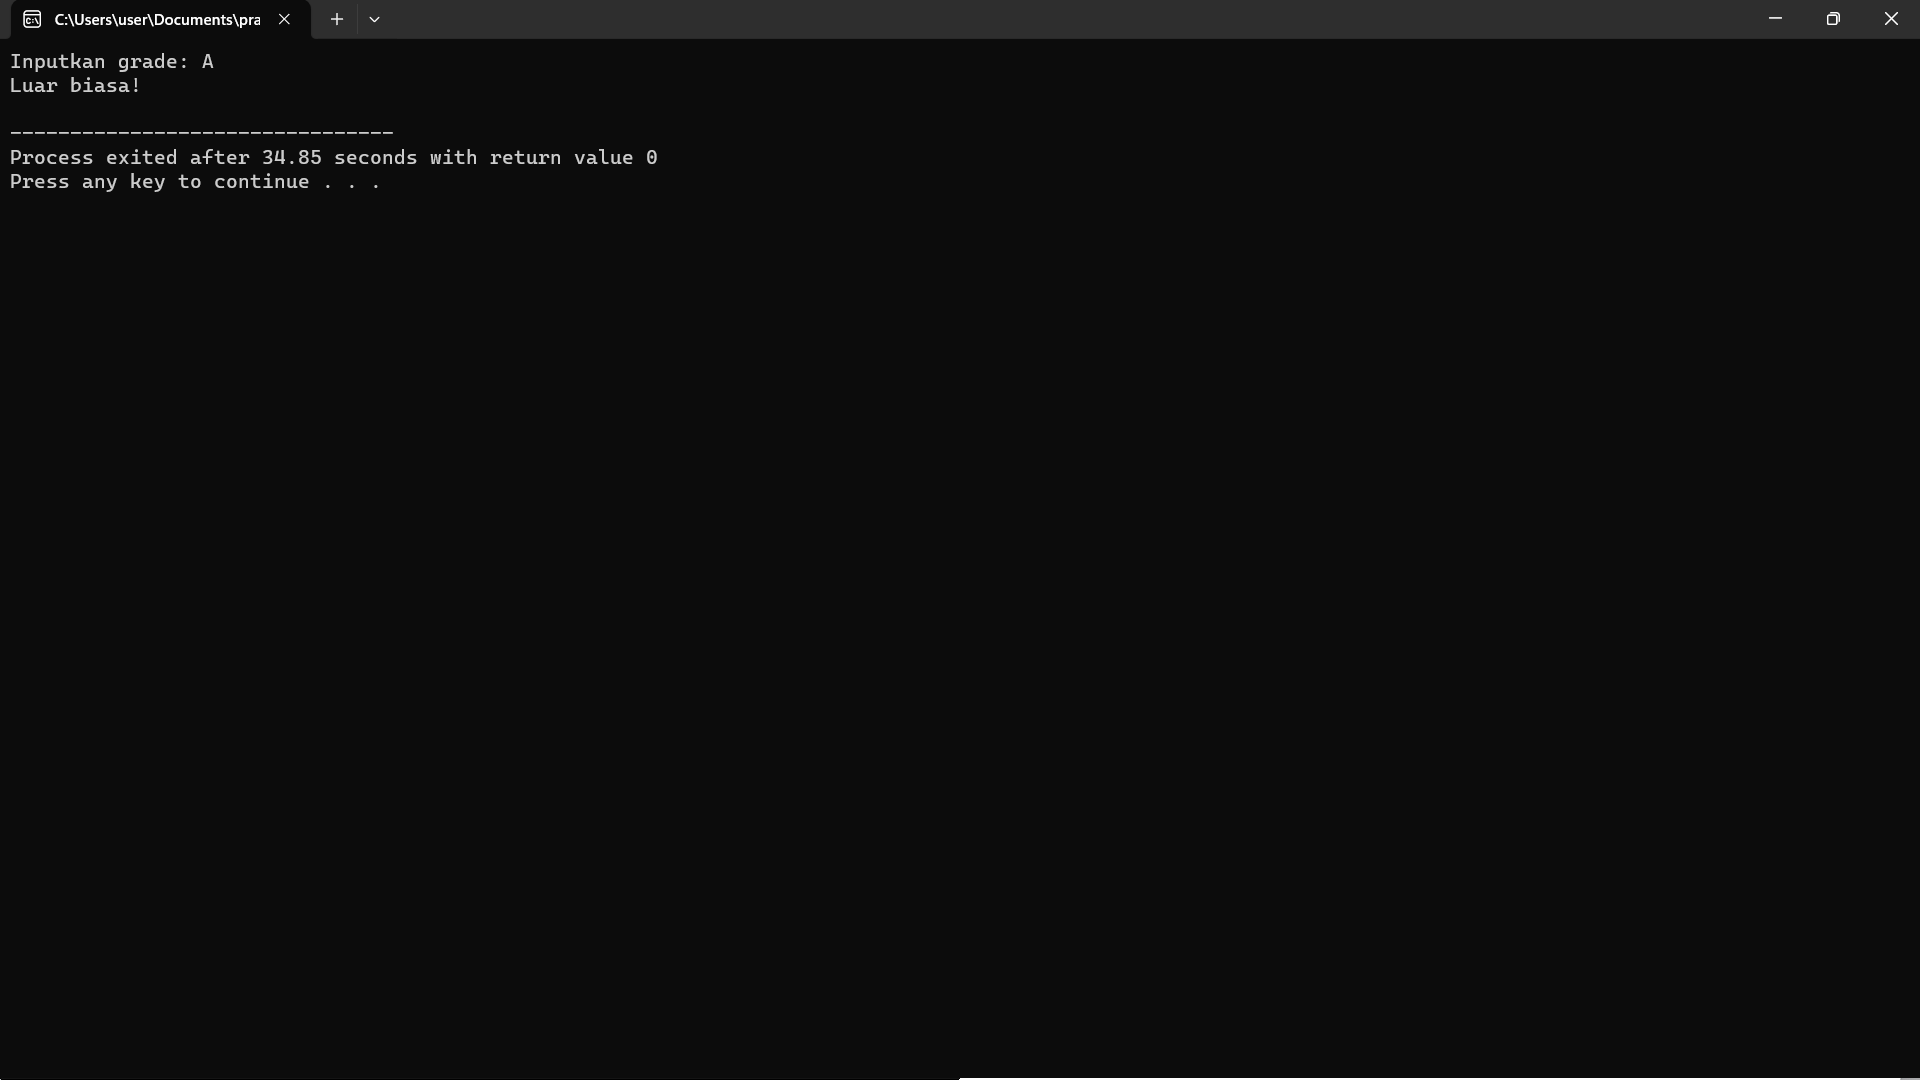 C:\Users\user\Documents\pra
Inputkan grade: A
Luar biasa!
--------------------------------
Process exited after 34.85 seconds with return value 0
Press any key to continue . . .